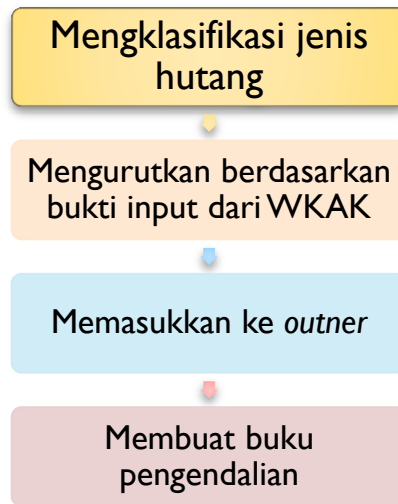 Mengklasifikasi jenis
hutang
Mengurutkan berdasarkan
bukti input dari WKAK
Memasukkan ke outner
Membuat buku
pengendalian